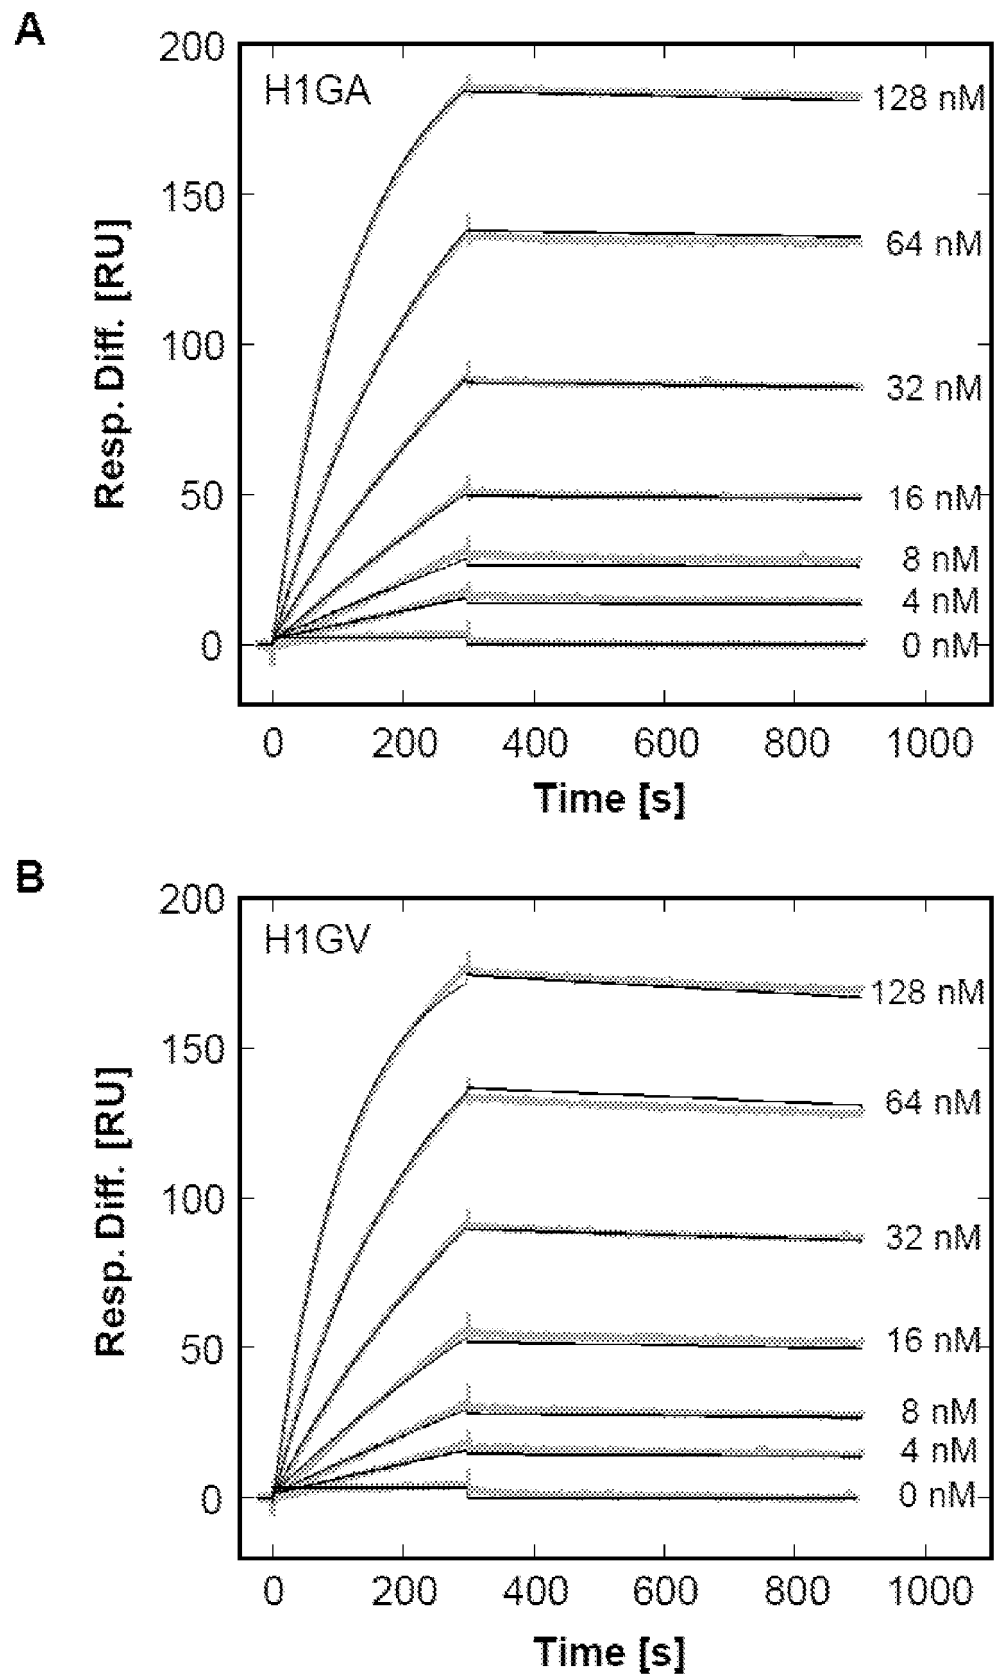 A
H1GA
Resp. Diff. [RU]
200
150
100
50
0
128 nM
64 nM
32 nM
16 nM
8 nM
4 nM
0 nM
0 200 400 600 800 1000
Time [s]
B
H1GV
Resp. Diff. [RU]
200
150
100
50
0
128 nM
64 nM
32 nM
16 nM
8 nM
4 nM
0 nM
0 200 400 600 800 1000
Time [s]